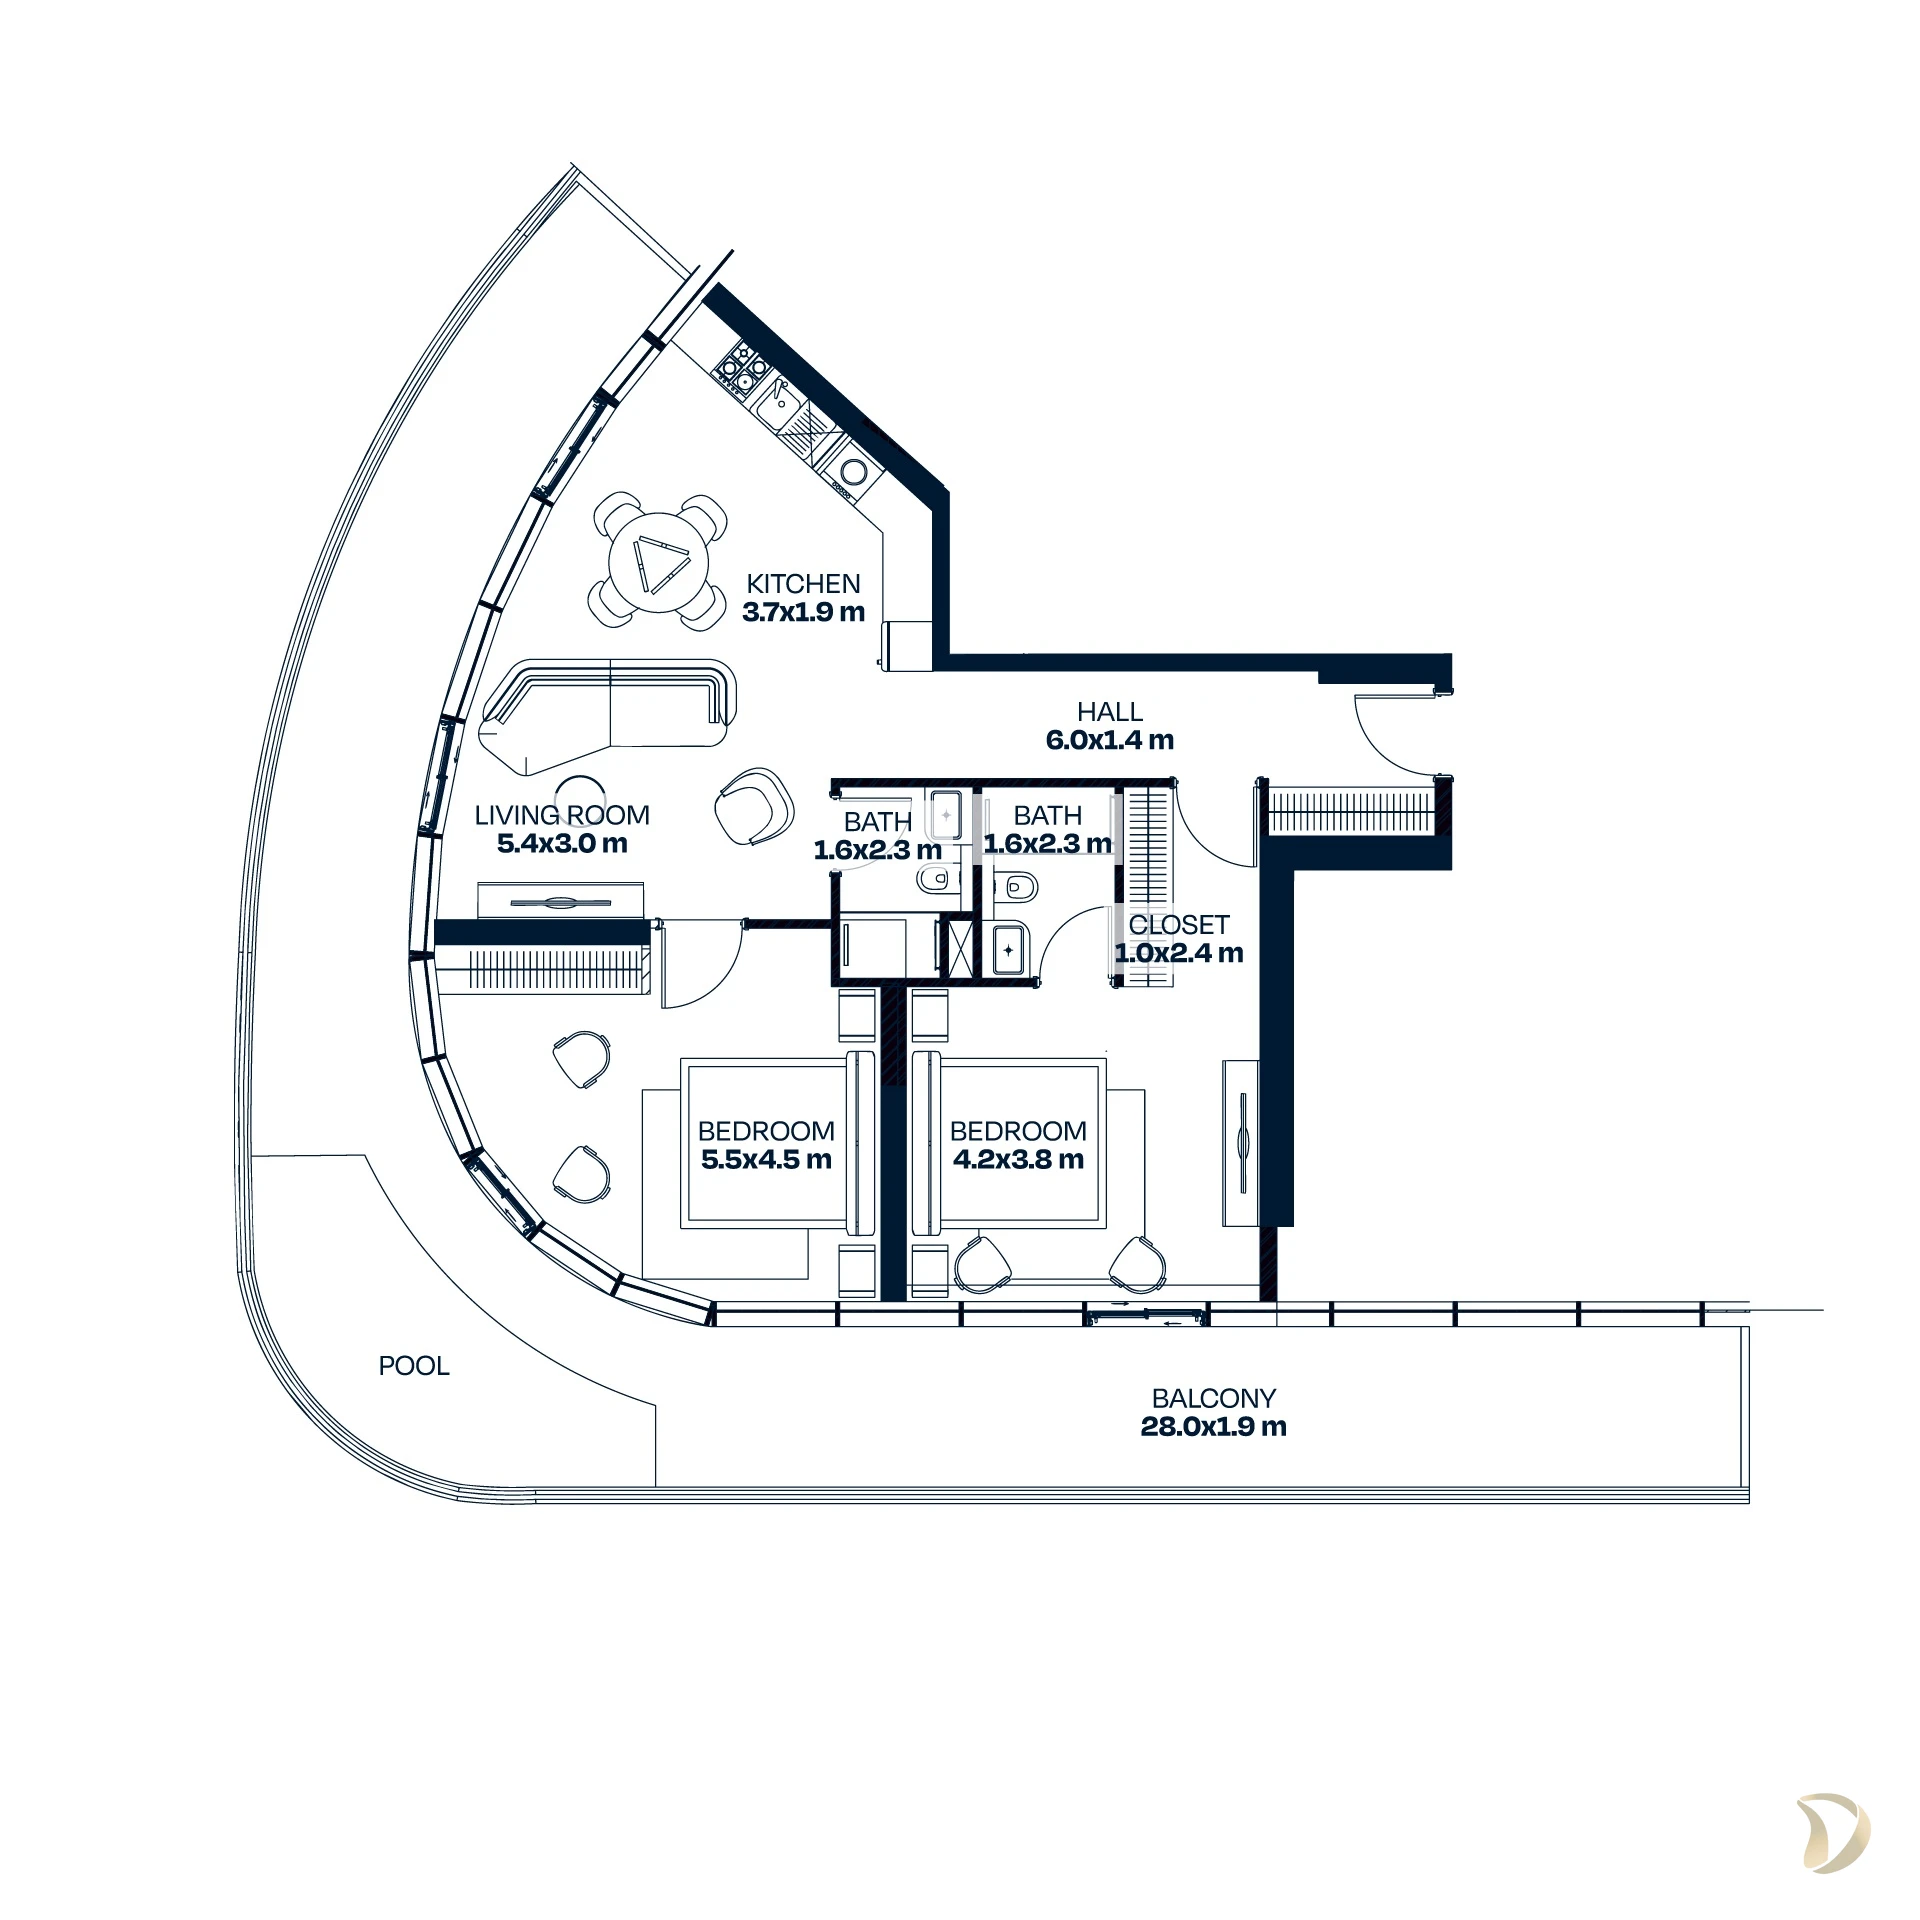 KITCHEN
3.7x1.9 m
HALL
6.0x1.4 m
LIVING ROOM
5.4x3.0 m
BATH
1.6x2.3 m
BATH
1.6x2.3 m
CLOSET
1.0x2.4 m
BEDROOM
5.5x4.5 m
BEDROOM
4.2x3.8 m
POOL
BALCONY
28.0x1.9 m